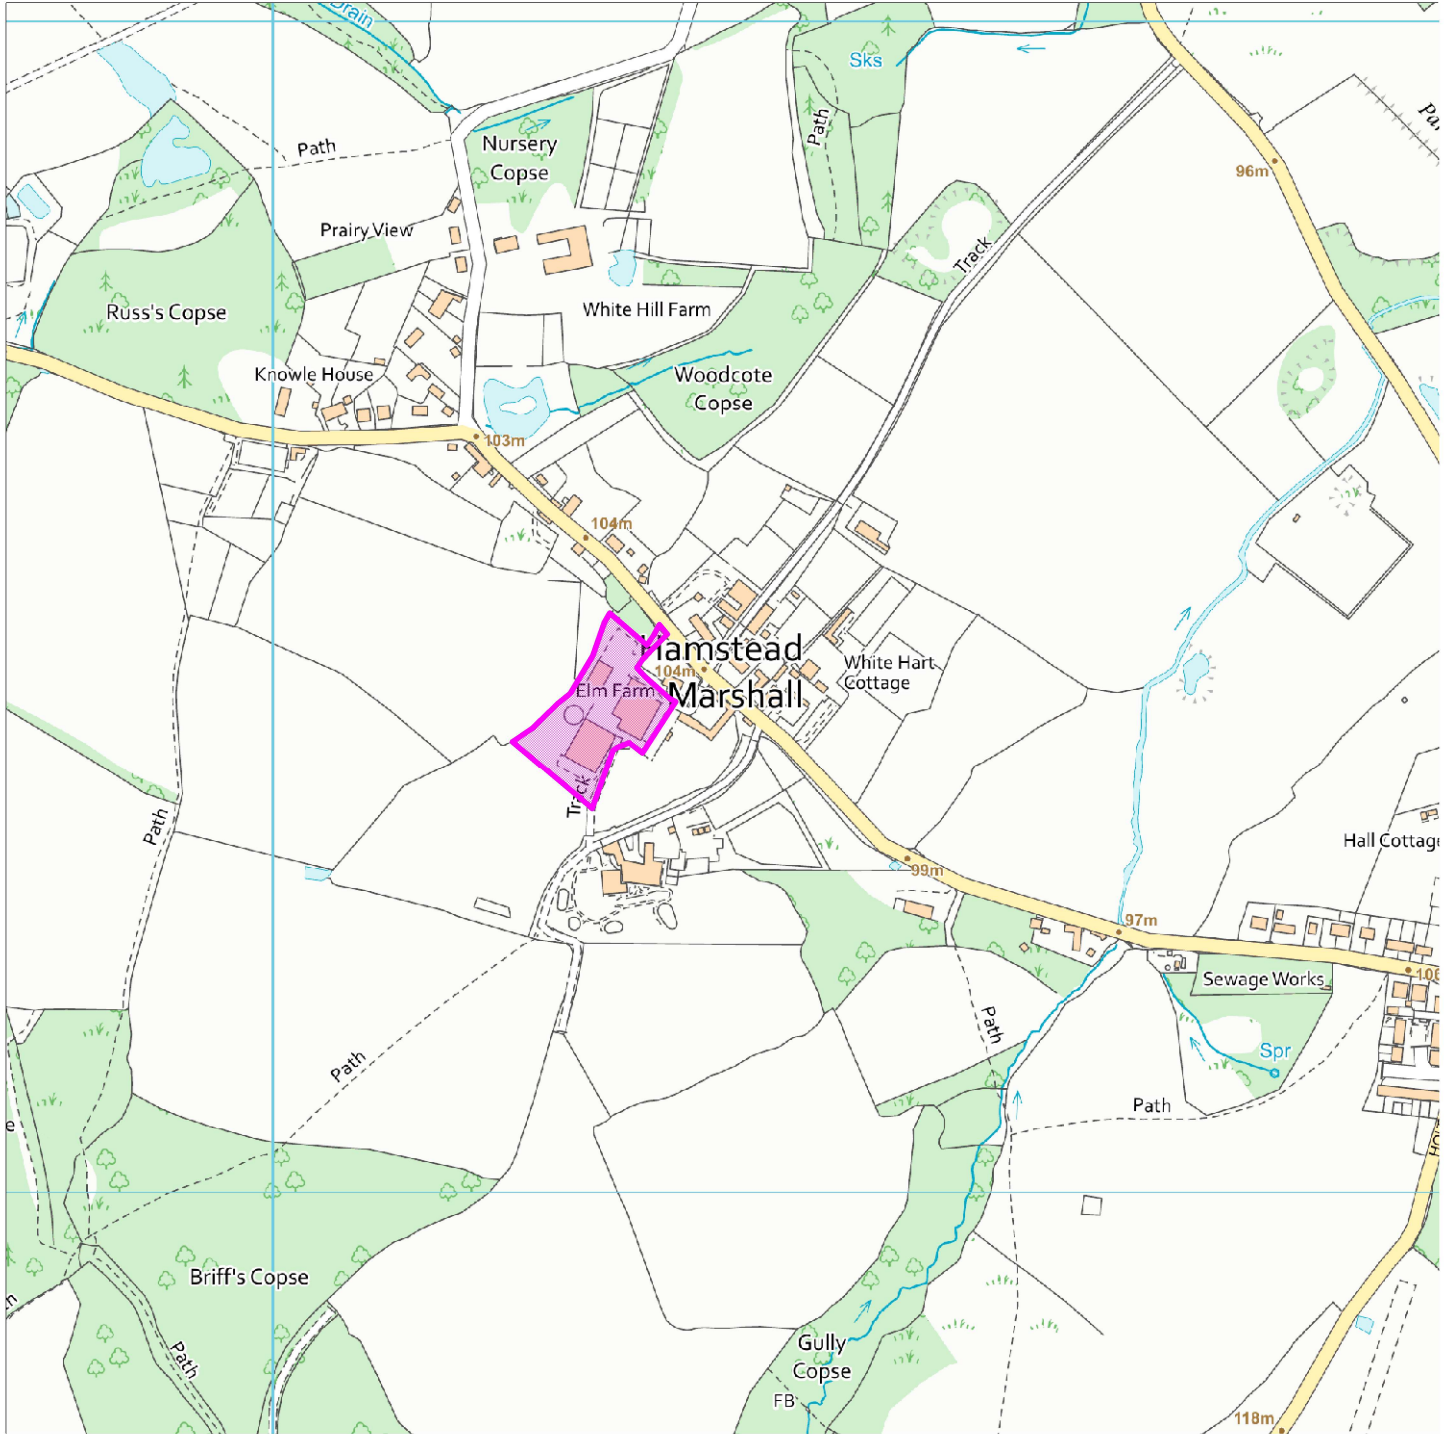 Drain
Sks
Path
96m
Path
Nursery
Copse
Prairy View
Track
Russ's Copse
White Hill Farm
Knowle House
Woodcote
Copse
103m
104m
Hamstead
Marshall
104m
White Hart
Cottage
Elm Farm
Track
Path
Hall Cottage
99m
97m
Sewage Works
106
Path
Spr
Path
Path
Briff's Copse
Path
Gully
Copse
FB
118m